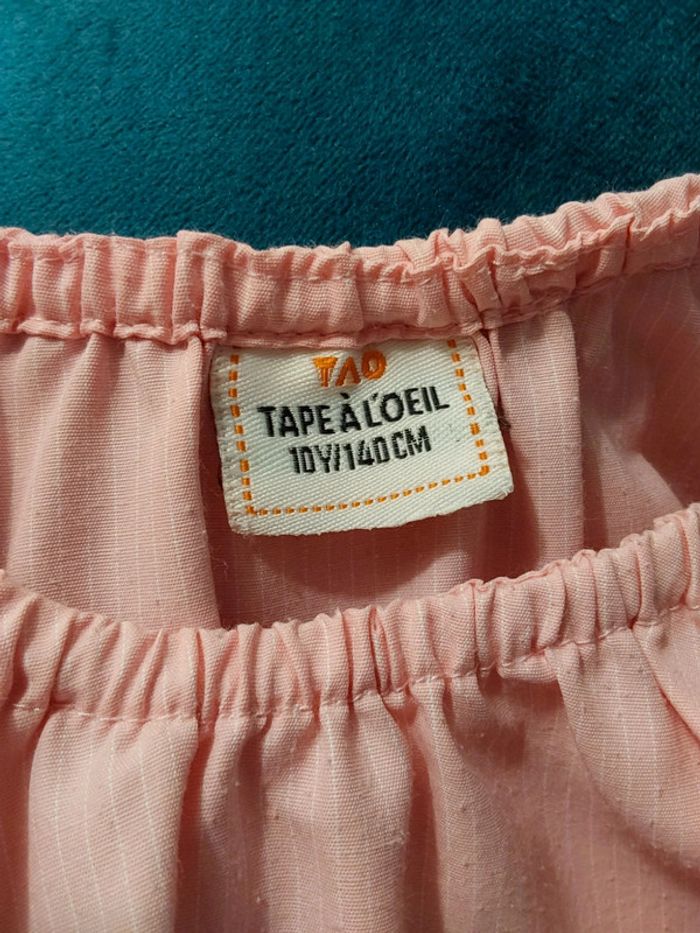 TAO
TAPE À L'OEIL
10Y/140CM